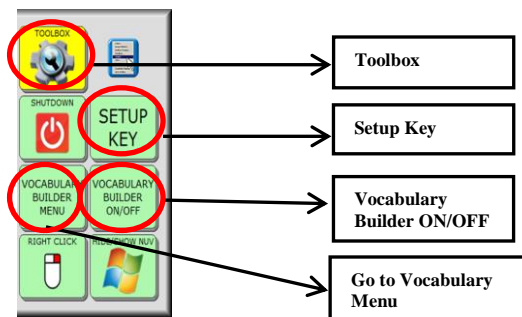 TOOLBOX
Toolbox
SHUTDOWN
SETUP
KEY
Setup Key
VOCABULARY
BUILDER
MENU
VOCABULARY
BUILDER
ON/OFF
Vocabulary
Builder ON/OFF
RIGHT CLICK
HIDE/SHOW NUV
Go to Vocabulary
Menu